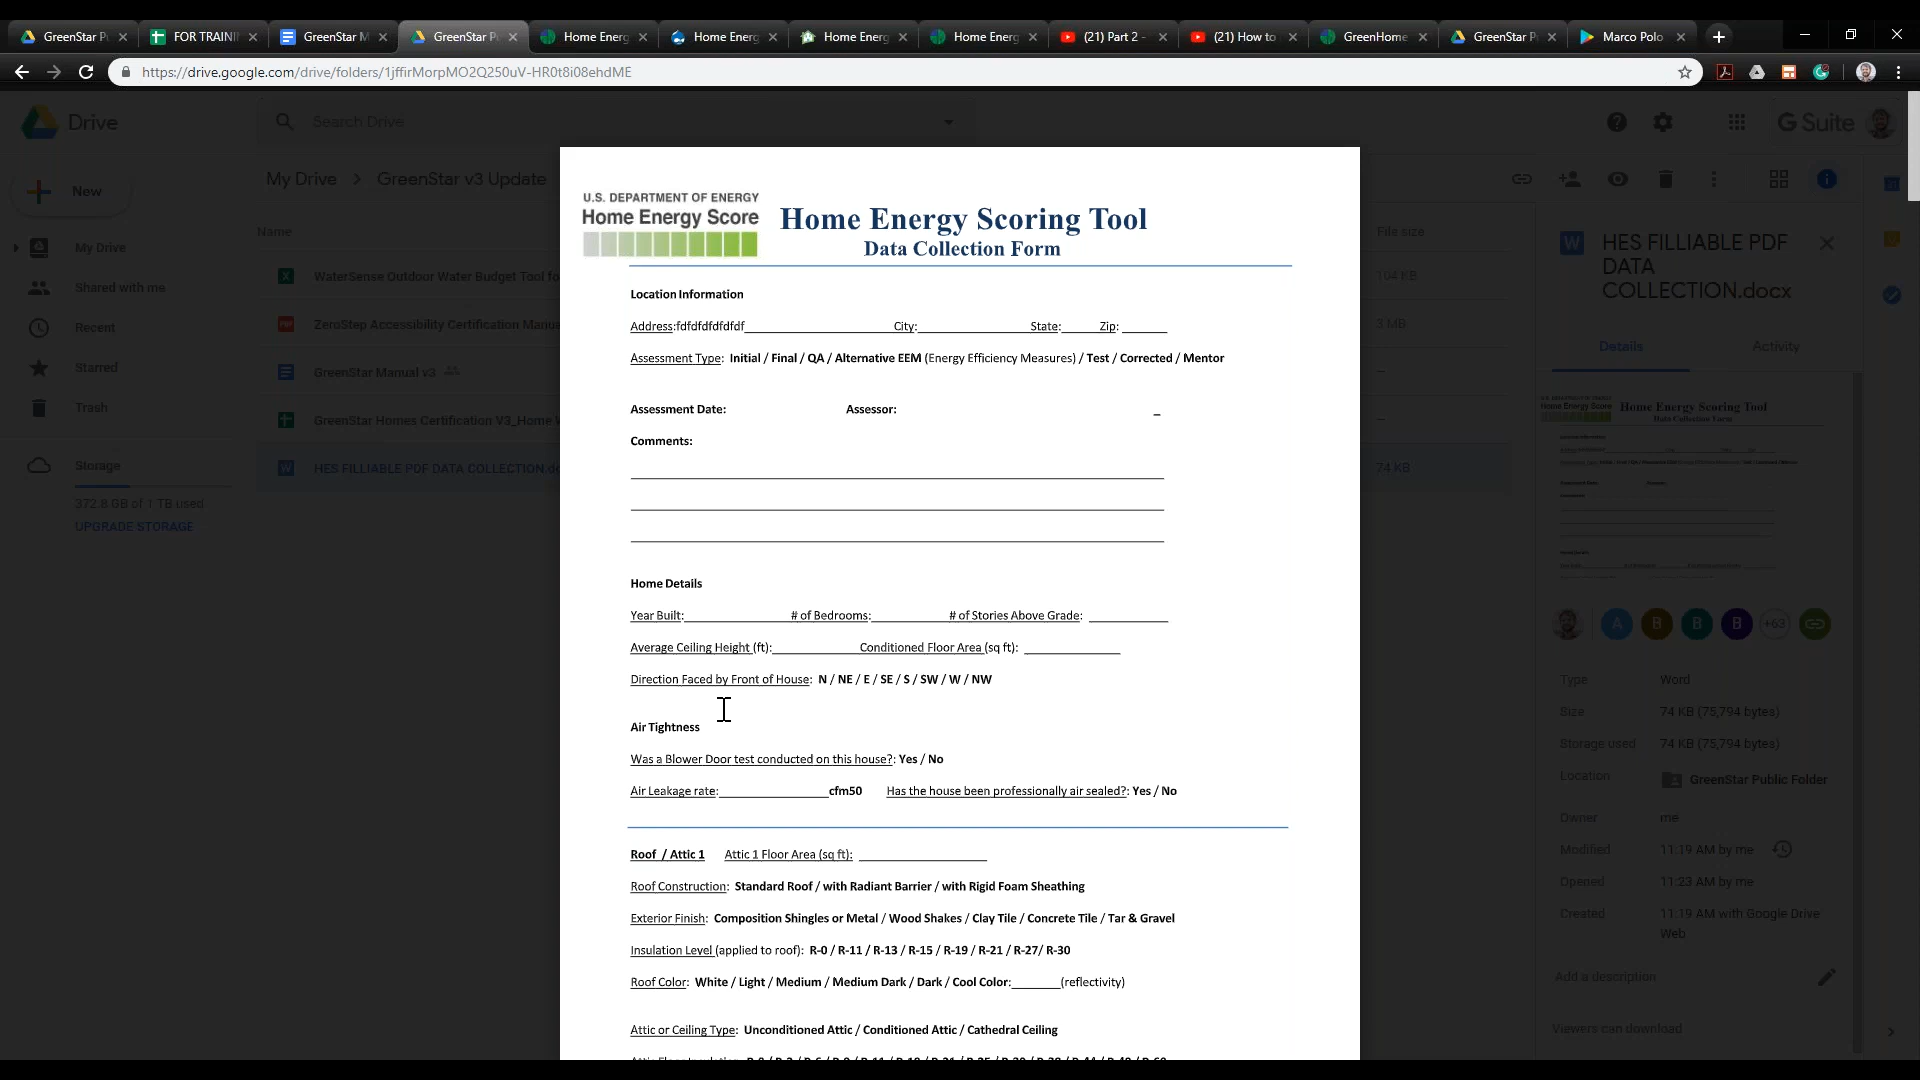 GreenStar P
FOR TRAINI
GreenStar M
GreenStar Pu
Home Energ
Home Energ
Home Energ
Home Energ
(21) Part 2 -
(21) How to
GreenHome
GreenStar P
Marco Polo
https://drive.google.com/drive/folders/1jffirMorpMO2Q250uV-HR0t8i08ehdME
Drive
Search Drive
G Suite
New
My Drive
Shared with me
Recent
Starred
Trash
Storage
372.8 GB of 1 TB used
UPGRADE STORAGE
My Drive > GreenStar v3 Update
Name
File size
WaterSense Outdoor Water Budget Tool fo
104 KB
ZeroStep Accessibility Certification Manua
3 MB
GreenStar Manual v3
GreenStar Homes Certification V3_Home W
HES FILLIABLE PDF DATA COLLECTION.do
74 KB
U.S. DEPARTMENT OF ENERGY
Home Energy Score
Home Energy Scoring Tool
Data Collection Form
Location Information
Address:fdfdfdfdfdfdf City: State: Zip:
Assessment Type: Initial / Final / QA / Alternative EEM (Energy Efficiency Measures) / Test / Corrected / Mentor
Assessment Date: Assessor: _
Comments:
Home Details
Year Built: # of Bedrooms: # of Stories Above Grade:
Average Ceiling Height (ft): Conditioned Floor Area (sq ft):
Direction Faced by Front of House: N / NE / E / SE / S / SW / W / NW
Air Tightness
Was a Blower Door test conducted on this house?: Yes / No
Air Leakage rate: cfm50 Has the house been professionally air sealed?: Yes / No
Roof / Attic 1 Attic 1 Floor Area (sq ft):
Roof Construction: Standard Roof / with Radiant Barrier / with Rigid Foam Sheathing
Exterior Finish: Composition Shingles or Metal / Wood Shakes / Clay Tile / Concrete Tile / Tar & Gravel
Insulation Level (applied to roof): R-0 / R-11 / R-13 / R-15 / R-19 / R-21 / R-27/ R-30
Roof Color: White / Light / Medium / Medium Dark / Dark / Cool Color: (reflectivity)
Attic or Ceiling Type: Unconditioned Attic / Conditioned Attic / Cathedral Ceiling
HES FILLIABLE PDF
DATA
COLLECTION.docx
Details
Activity
Home Energy Score
Home Energy Scoring Tool
Data Collection Form
A
B
B
B
+63
Type Word
Size 74 KB (75,794 bytes)
Storage used 74 KB (75,794 bytes)
Location GreenStar Public Folder
Owner me
Modified 11:19 AM by me
Opened 11:23 AM by me
Created 11:19 AM with Google Drive
Web
Add a description
Viewers can download